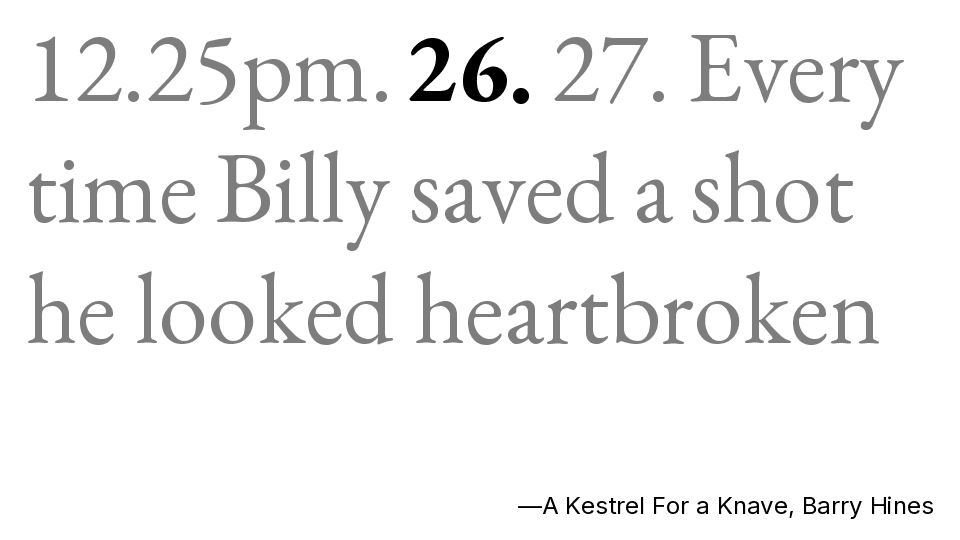 12.25pm. 26. 27. Every
time Billy saved a shot
he looked heartbroken
—A Kestrel For a Knave, Barry Hines